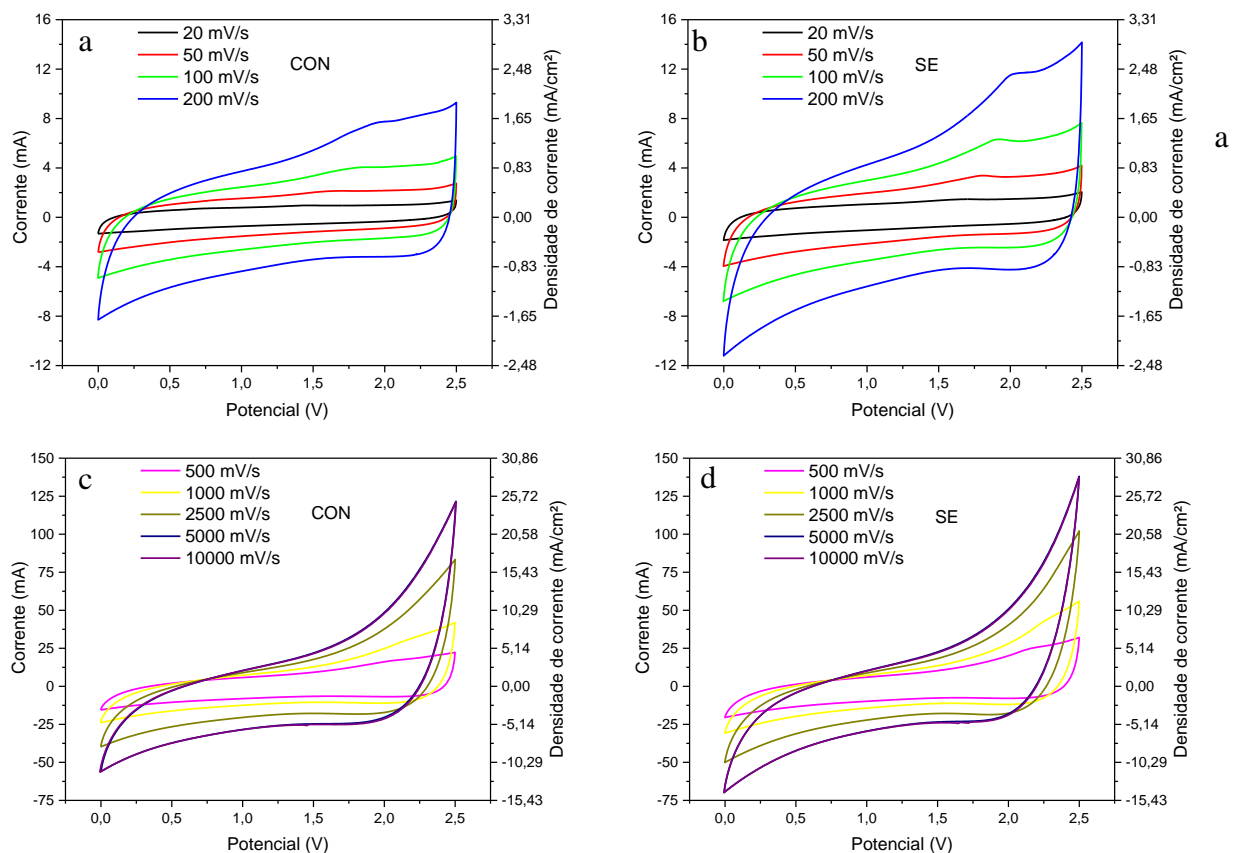 a
20 mV/s
50 mV/s
100 mV/s
200 mV/s
CON
16
12
8
4
0
-4
-8
-12
3,31
2,48
1,65
0,83
0,00
-0,83
-1,65
-2,48
0,0 0,5 1,0 1,5 2,0 2,5
Corrente (mA)
Densidade de corrente (mA/cm²)
Potencial (V)
b
20 mV/s
50 mV/s
100 mV/s
200 mV/s
SE
16
12
8
4
0
-4
-8
-12
3,31
2,48
1,65
0,83
0,00
-0,83
-1,65
-2,48
0,0 0,5 1,0 1,5 2,0 2,5
Corrente (mA)
Densidade de corrente (mA/cm²)
Potencial (V)
a
c
500 mV/s
1000 mV/s
2500 mV/s
5000 mV/s
10000 mV/s
CON
150
125
100
75
50
25
0
-25
-50
-75
30,86
25,72
20,58
15,43
10,29
5,14
0,00
-5,14
-10,29
-15,43
0,0 0,5 1,0 1,5 2,0 2,5
Corrente (mA)
Densidade de corrente (mA/cm²)
Potencial (V)
d
500 mV/s
1000 mV/s
2500 mV/s
5000 mV/s
10000 mV/s
SE
150
125
100
75
50
25
0
-25
-50
-75
30,86
25,72
20,58
15,43
10,29
5,14
0,00
-5,14
-10,29
-15,43
0,0 0,5 1,0 1,5 2,0 2,5
Corrente (mA)
Densidade de corrente (mA/cm²)
Potencial (V)